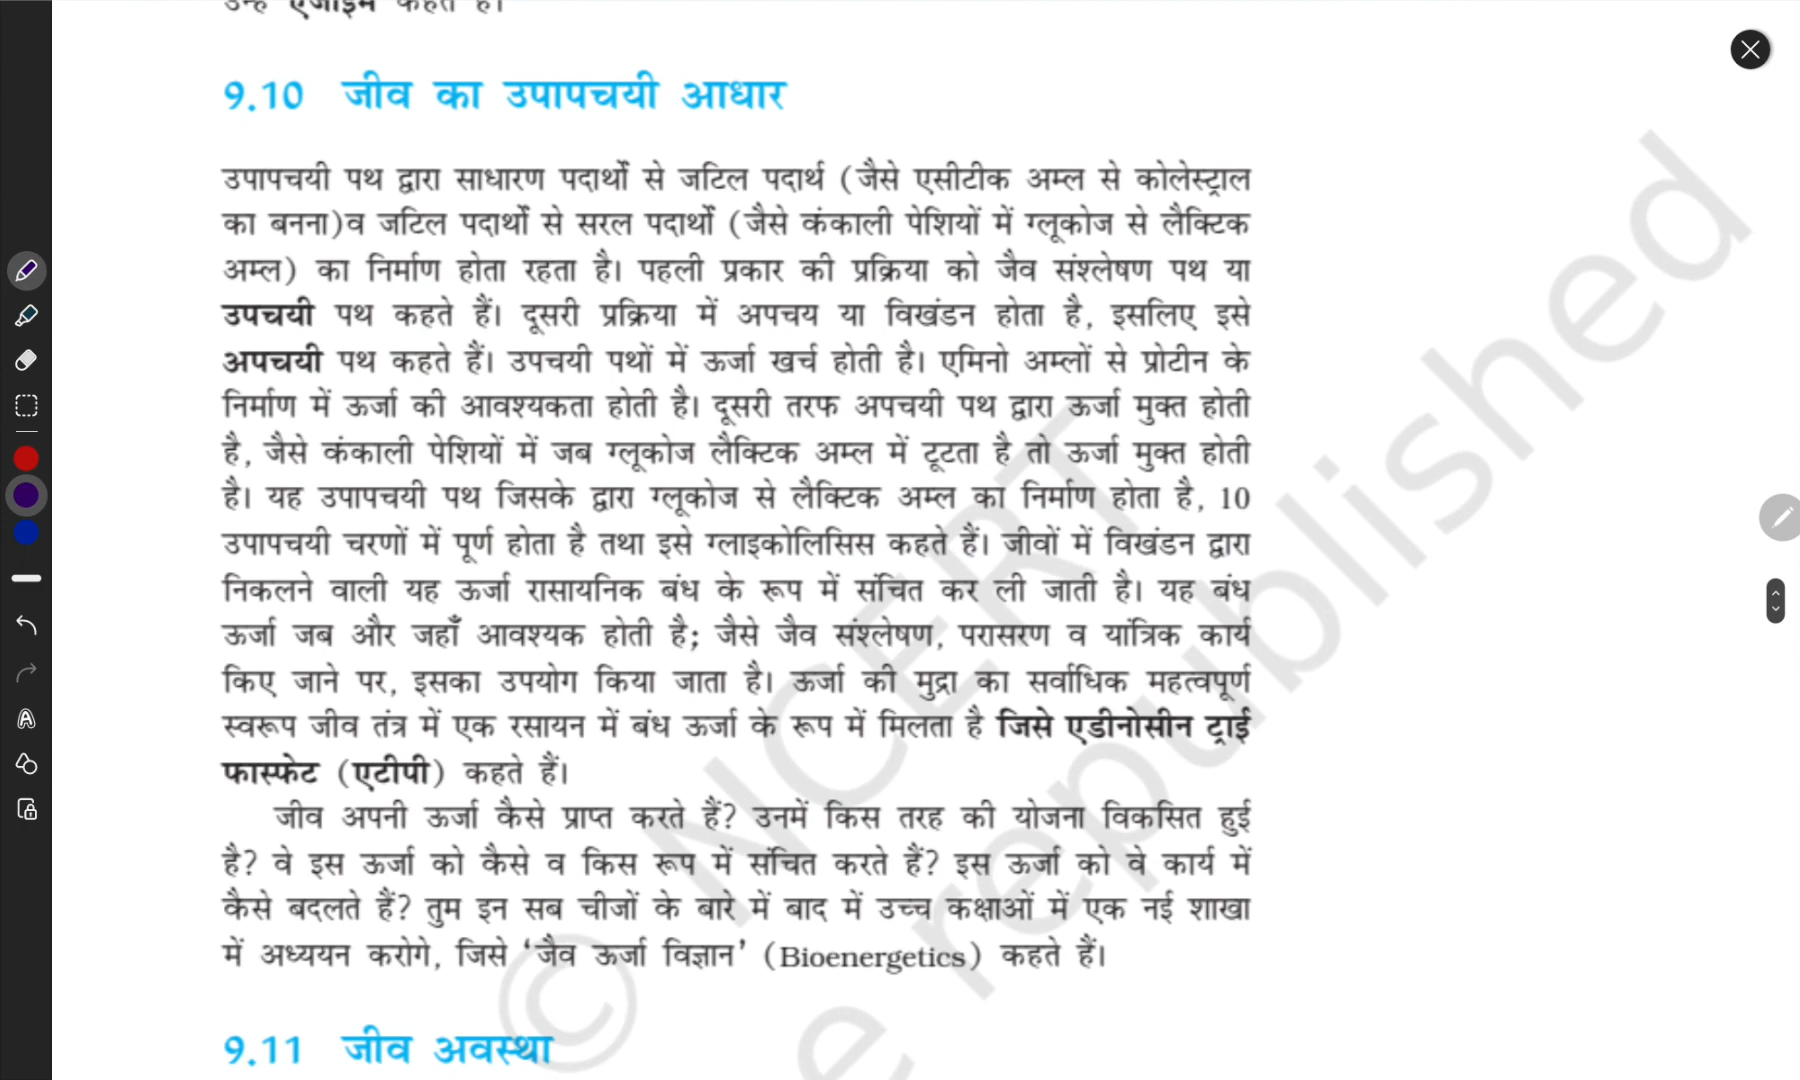 उन्हें एंजाइम कहते हैं।
9.10 जीव का उपापचयी आधार
उपापचयी पथ द्वारा साधारण पदार्थों से जटिल पदार्थ (जैसे एसीटीक अम्ल से कोलेस्ट्राल
का बनना)व जटिल पदार्थों से सरल पदार्थों (जैसे कंकाली पेशियों में ग्लूकोज से लैक्टिक
अम्ल) का निर्माण होता रहता है। पहली प्रकार की प्रक्रिया को जैव संश्लेषण पथ या
उपचयी पथ कहते हैं। दूसरी प्रक्रिया में अपचय या विखंडन होता है, इसलिए इसे
अपचयी पथ कहते हैं। उपचयी पथों में ऊर्जा खर्च होती है। एमिनो अम्लों से प्रोटीन के
निर्माण में ऊर्जा की आवश्यकता होती है। दूसरी तरफ अपचयी पथ द्वारा ऊर्जा मुक्त होती
है, जैसे कंकाली पेशियों में जब ग्लूकोज लैक्टिक अम्ल में टूटता है तो ऊर्जा मुक्त होती
है। यह उपापचयी पथ जिसके द्वारा ग्लूकोज से लैक्टिक अम्ल का निर्माण होता है, 10
उपापचयी चरणों में पूर्ण होता है तथा इसे ग्लाइकोलिसिस कहते हैं। जीवों में विखंडन द्वारा
निकलने वाली यह ऊर्जा रासायनिक बंध के रूप में संचित कर ली जाती है। यह बंध
ऊर्जा जब और जहाँ आवश्यक होती है; जैसे जैव संश्लेषण, परासरण व यांत्रिक कार्य
किए जाने पर, इसका उपयोग किया जाता है। ऊर्जा की मुद्रा का सर्वाधिक महत्वपूर्ण
स्वरूप जीव तंत्र में एक रसायन में बंध ऊर्जा के रूप में मिलता है जिसे एडीनोसीन ट्राई
फास्फेट (एटीपी) कहते हैं।
जीव अपनी ऊर्जा कैसे प्राप्त करते हैं? उनमें किस तरह की योजना विकसित हुई
है? वे इस ऊर्जा को कैसे व किस रूप में संचित करते हैं? इस ऊर्जा को वे कार्य में
कैसे बदलते हैं? तुम इन सब चीजों के बारे में बाद में उच्च कक्षाओं में एक नई शाखा
में अध्ययन करोगे, जिसे ‘जैव ऊर्जा विज्ञान’ (Bioenergetics) कहते हैं।
9.11 जीव अवस्था
© NCERT
e republished